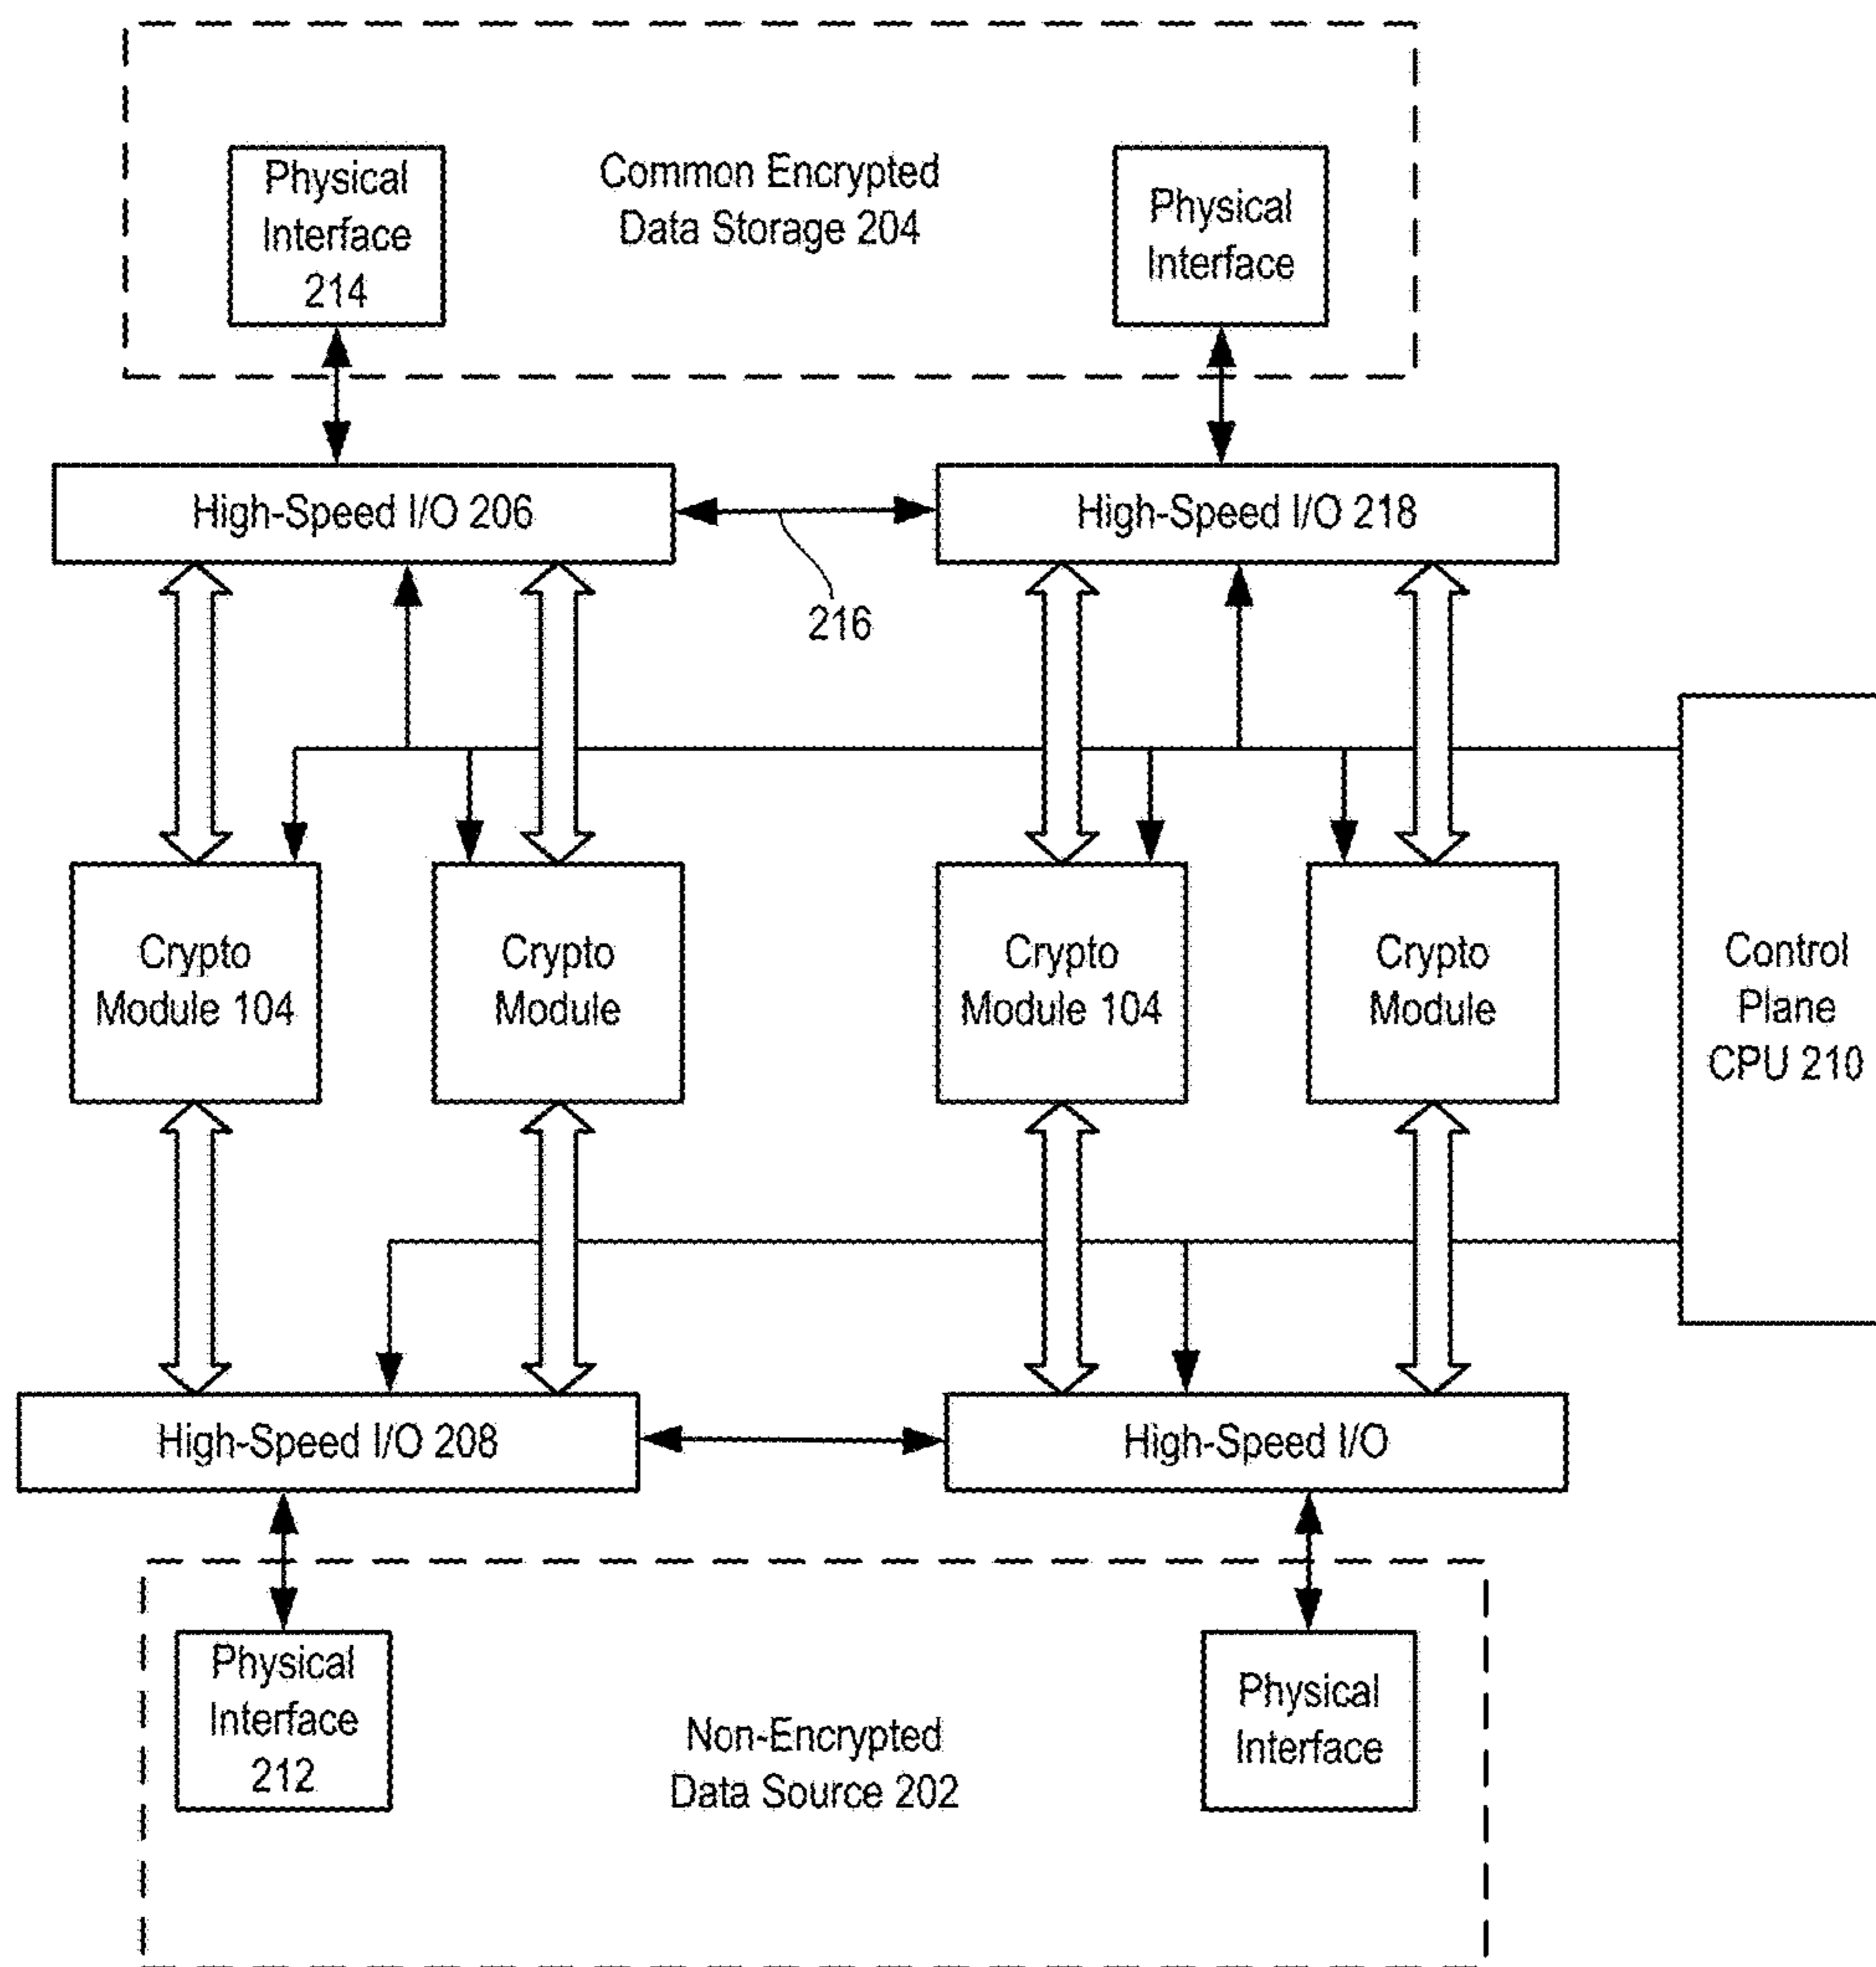 Physical
Interface
214
Common Encrypted
Data Storage 204
Physical
Interface
High-Speed I/O 206
High-Speed I/O 218
216
Crypto
Module 104
Crypto
Module
Crypto
Module 104
Crypto
Module
Control
Plane
CPU 210
High-Speed I/O 208
High-Speed I/O
Physical
Interface
212
Non-Encrypted
Data Source 202
Physical
Interface